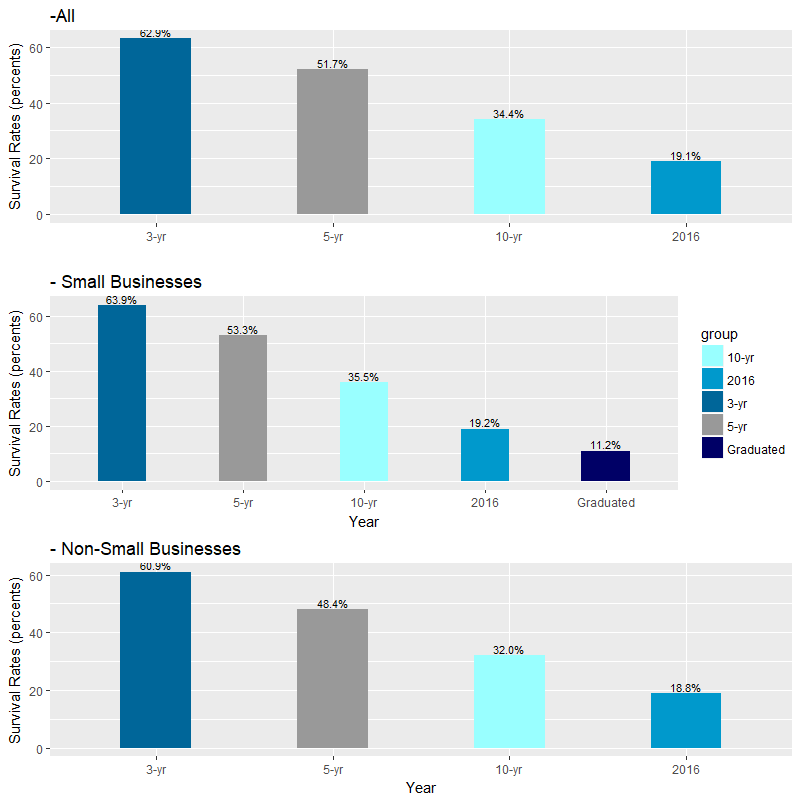 -All
Survival Rates (percents)
60
40
20
0
62.9%
51.7%
34.4%
19.1%
3-yr
5-yr
10-yr
2016
- Small Businesses
Survival Rates (percents)
60
40
20
0
63.9%
53.3%
35.5%
19.2%
11.2%
3-yr
5-yr
10-yr
2016
Graduated
Year
group
10-yr
2016
3-yr
5-yr
Graduated
- Non-Small Businesses
Survival Rates (percents)
60
40
20
0
60.9%
48.4%
32.0%
18.8%
3-yr
5-yr
10-yr
2016
Year